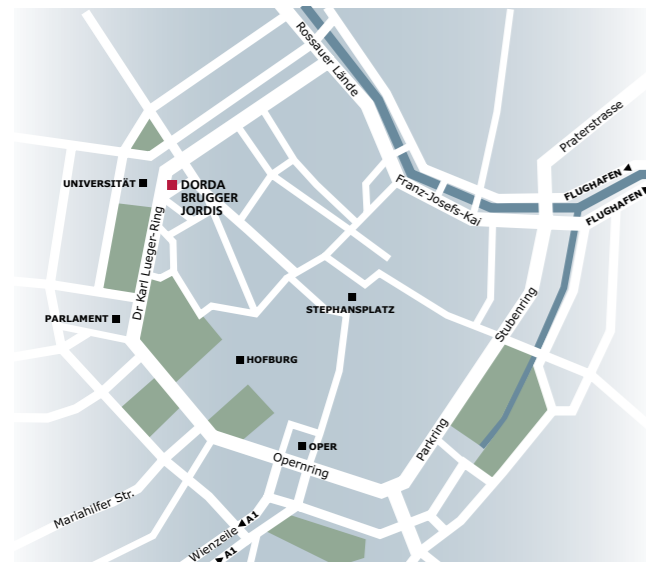 Rossauer Lände
Praterstrasse
UNIVERSITÄT
DORDA
BRUGGER
JORDIS
Franz-Josefs-Kai
FLUGHAFEN
FLUGHAFEN
Dr Karl Lueger-Ring
PARLAMENT
STEPHANSPLATZ
Stubenring
HOFBURG
OPER
Parkring
Opernring
Mariahilfer Str.
Wienzeile
A1
A1